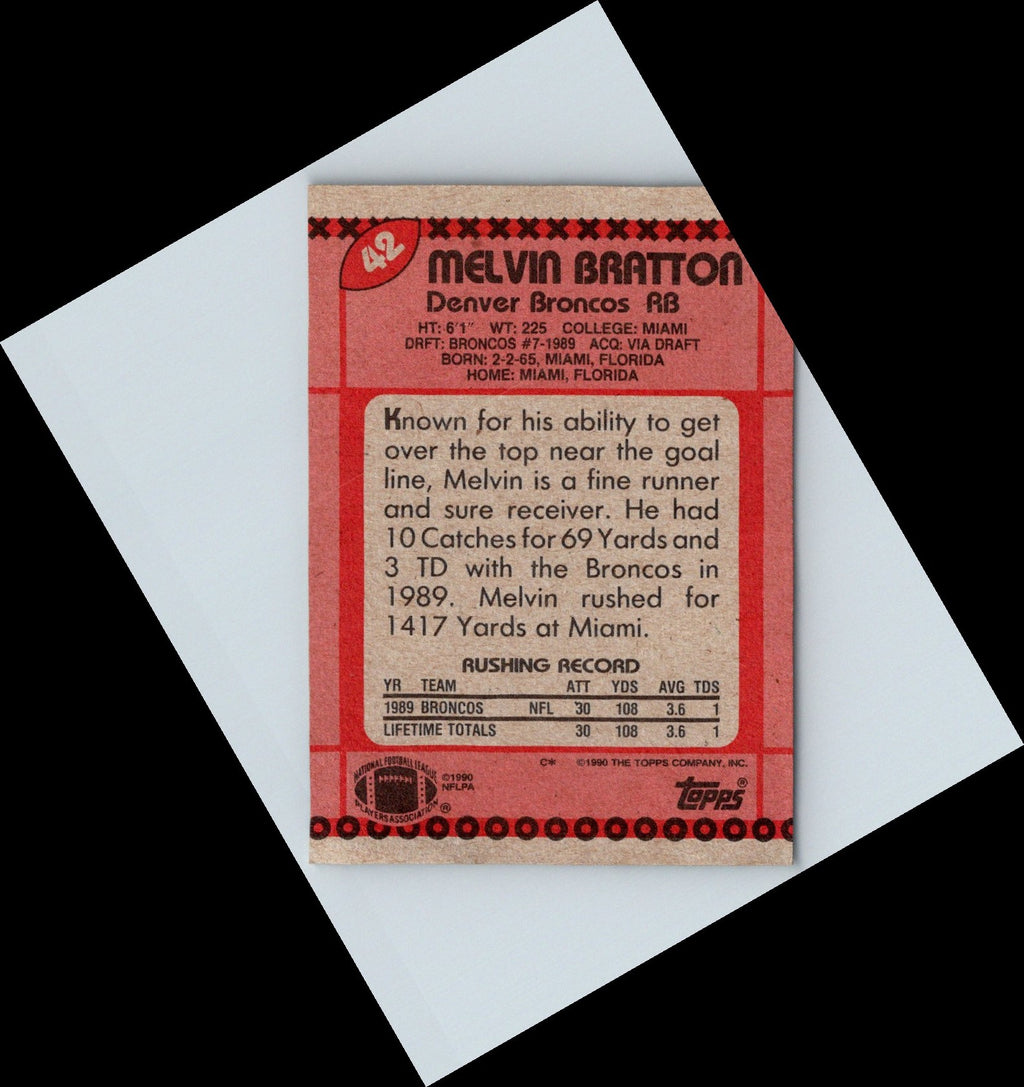 42
MELVIN BRATTON
Denver Broncos RB
HT: 6'1" WT: 225 COLLEGE: MIAMI
DRFT: BRONCOS #7-1989 ACQ: VIA DRAFT
BORN: 2-2-65, MIAMI, FLORIDA
HOME: MIAMI, FLORIDA
Known for his ability to get
over the top near the goal
line, Melvin is a fine runner
and sure receiver. He had
10 Catches for 69 Yards and
3 TD with the Broncos in
1989. Melvin rushed for
1417 Yards at Miami.
RUSHING RECORD
YR TEAM ATT YDS AVG TDS
1989 BRONCOS NFL 30 108 3.6 1
LIFETIME TOTALS 30 108 3.6 1
C* ©1990 THE TOPPS COMPANY, INC.
NATIONAL FOOTBALL LEAGUE
PLAYERS ASSOCIATION ®
©1990
NFLPA
topps®